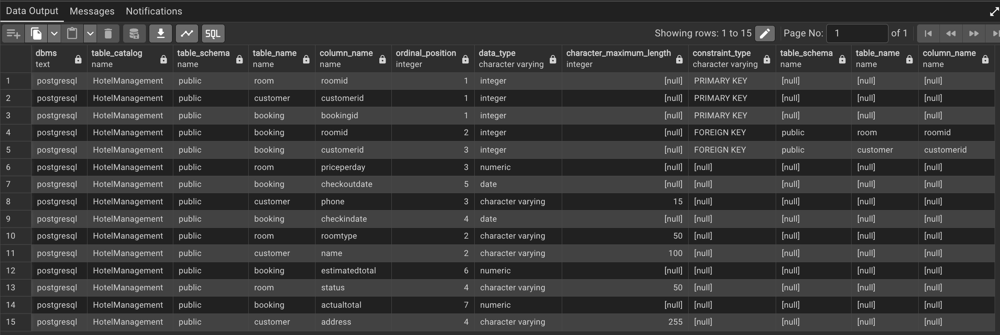 Data Output Messages Notifications
SQL Showing rows: 1 to 15 Page No: 1 of 1
dbms table_catalog table_schema table_name column_name ordinal_position data_type character_maximum_length constraint_type table_schema table_name column_name
text name name name name integer character varying integer character varying name name name
1 postgresql HotelManagement public room roomid 1 integer [null] PRIMARY KEY [null] [null] [null]
2 postgresql HotelManagement public customer customerid 1 integer [null] PRIMARY KEY [null] [null] [null]
3 postgresql HotelManagement public booking bookingid 1 integer [null] PRIMARY KEY [null] [null] [null]
4 postgresql HotelManagement public booking roomid 2 integer [null] FOREIGN KEY public room roomid
5 postgresql HotelManagement public booking customerid 3 integer [null] FOREIGN KEY public customer customerid
6 postgresql HotelManagement public room priceperday 3 numeric [null] [null] [null] [null] [null]
7 postgresql HotelManagement public booking checkoutdate 5 date [null] [null] [null] [null] [null]
8 postgresql HotelManagement public customer phone 3 character varying 15 [null] [null] [null] [null]
9 postgresql HotelManagement public booking checkindate 4 date [null] [null] [null] [null] [null]
10 postgresql HotelManagement public room roomtype 2 character varying 50 [null] [null] [null] [null]
11 postgresql HotelManagement public customer name 2 character varying 100 [null] [null] [null] [null]
12 postgresql HotelManagement public booking estimatedtotal 6 numeric [null] [null] [null] [null] [null]
13 postgresql HotelManagement public room status 4 character varying 50 [null] [null] [null] [null]
14 postgresql HotelManagement public booking actualtotal 7 numeric [null] [null] [null] [null] [null]
15 postgresql HotelManagement public customer address 4 character varying 255 [null] [null] [null] [null]